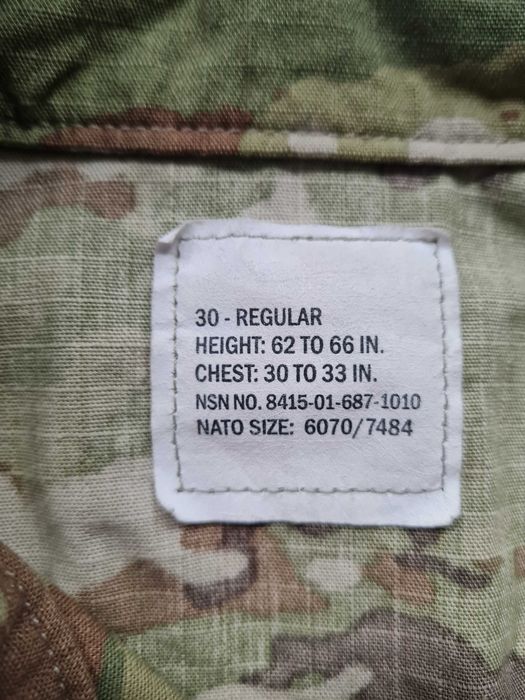 30 - REGULAR
HEIGHT: 62 TO 66 IN.
CHEST: 30 TO 33 IN.
NSN NO. 8415-01-687-1010
NATO SIZE: 6070/7484